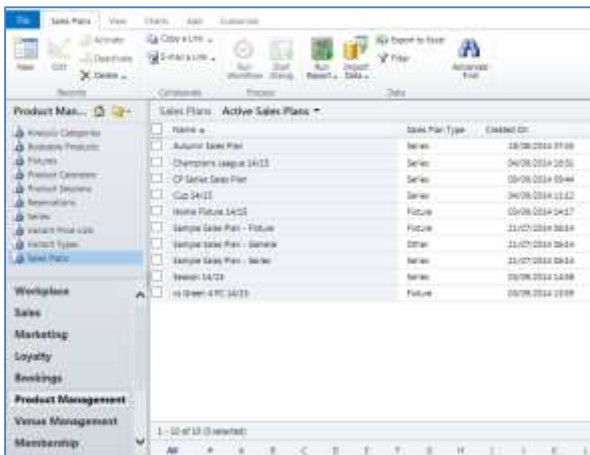 File Sales Plans View Charts Add Customize
New Edit Activate Deactivate Delete
Copy a Link E-mail a Link
Run Workflow Start Dialog
Run Report Import Data Export to Excel Filter Advanced Find
Records Collaborate Process Data
Product Man...
Analysis Categories
Bookable Products
Fixtures
Product Calendars
Product Sessions
Reservations
Series
Variant Price Lists
Variant Types
Sales Plans
Workplace
Sales
Marketing
Loyalty
Bookings
Product Management
Venue Management
Membership
Sales Plans Active Sales Plans
Name Sales Plan Type Created On
Autumn Sales Plan Series
Champions League 14/15 Series
CP Series Sales Plan Series
Cup 14/15 Series
Home Fixture 14/15 Fixture
Sample Sales Plan - Fixture Fixture
Sample Sales Plan - General Other
Sample Sales Plan - Series Series
Season 14/15 Series
vs Green 4 FC 14/15 Fixture
1 - 10 of 10 (0 selected)
All # A B C D E F G H I J K L